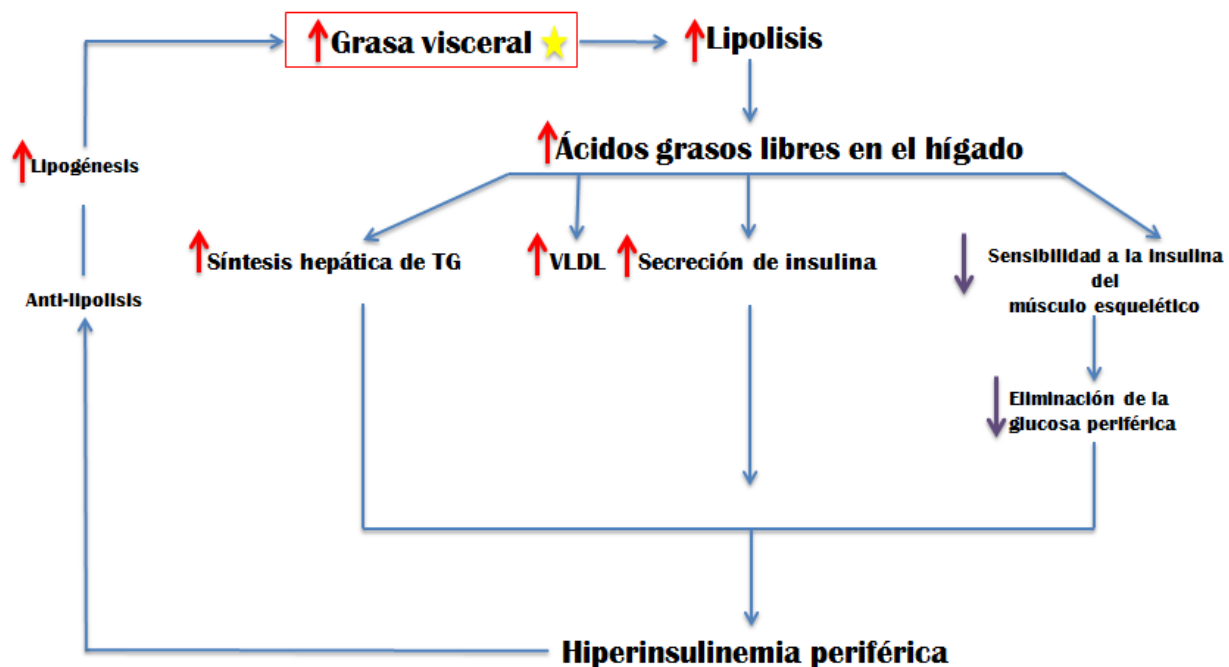 Grasa visceral
Lipolisis
Ácidos grasos libres en el hígado
Lipogénesis
Síntesis hepática de TG
VLDL
Secreción de insulina
Sensibilidad a la insulina
del
músculo esquelético
Anti-lipolisis
Eliminación de la
glucosa periférica
Hiperinsulinemia periférica